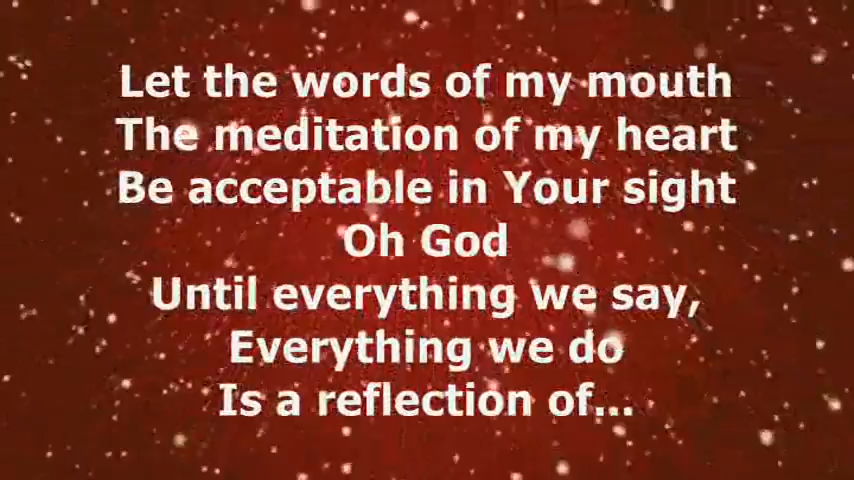 Let the words of my mouth
The meditation of my heart
Be acceptable in Your sight
Oh God
Until everything we say,
Everything we do
Is a reflection of...